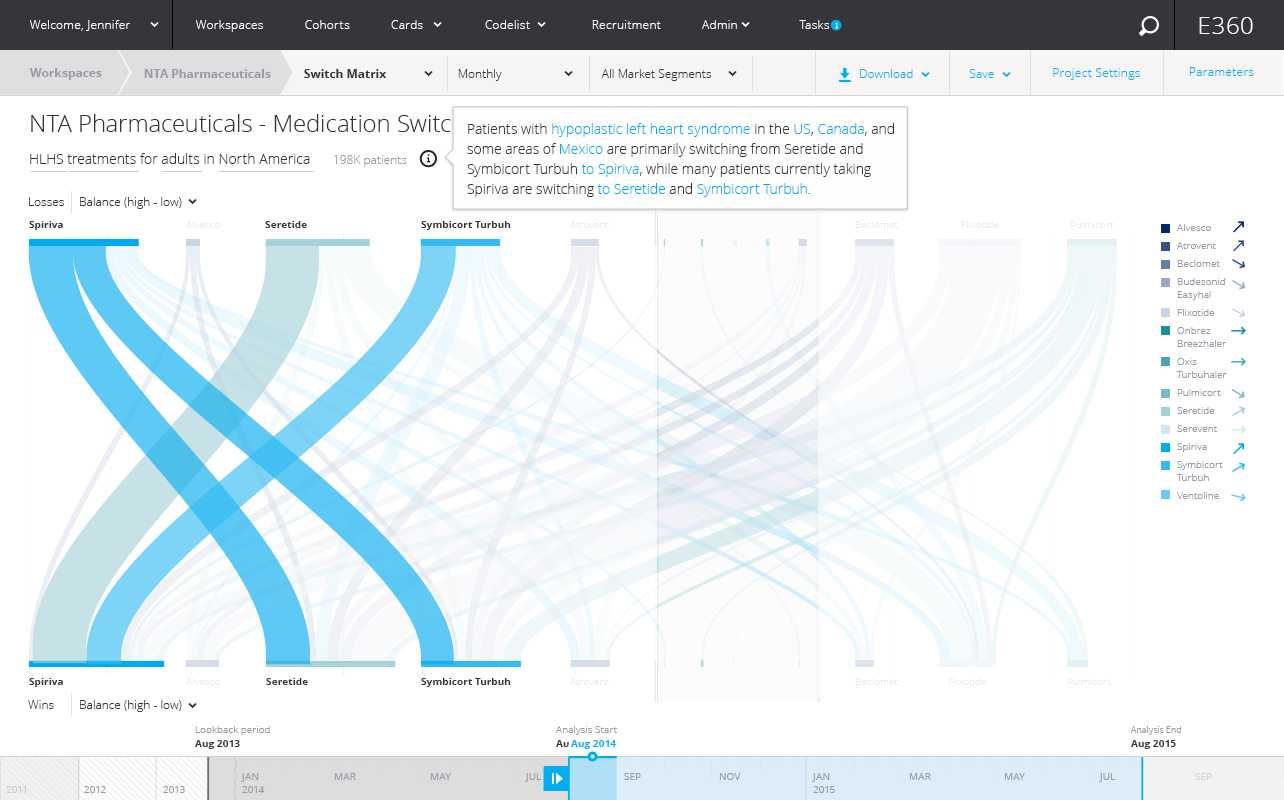 Welcome, Jennifer
Workspaces
Cohorts
Cards
Codelist
Recruitment
Admin
Tasks
E360
Workspaces
NTA Pharmaceuticals
Switch Matrix
Monthly
All Market Segments
Download
Save
Project Settings
Parameters
NTA Pharmaceuticals - Medication Switc
HLHS treatments for adults in North America
198K patients
Patients with hypoplastic left heart syndrome in the US, Canada, and
some areas of Mexico are primarily switching from Seretide and
Symbicort Turbuh to Spiriva, while many patients currently taking
Spiriva are switching to Seretide and Symbicort Turbuh.
Losses
Balance (high - low)
Spiriva
Alvesco
Seretide
Symbicort Turbuh
Atrovent
Beclomet
Flixotide
Pulmicort
Alvesco
Atrovent
Beclomet
Budesonid
Easyhal
Flixotide
Onbrez
Breezhaler
Oxis
Turbuhaler
Pulmicort
Seretide
Serevent
Spiriva
Symbicort
Turbuh
Ventoline
Spiriva
Alvesco
Seretide
Symbicort Turbuh
Atrovent
Beclomet
Flixotide
Pulmicort
Wins
Balance (high - low)
Lookback period
Aug 2013
Analysis Start
Au Aug 2014
Analysis End
Aug 2015
2011
2012
2013
JAN
2014
MAR
MAY
JUL
SEP
NOV
JAN
2015
MAR
MAY
JUL
SEP